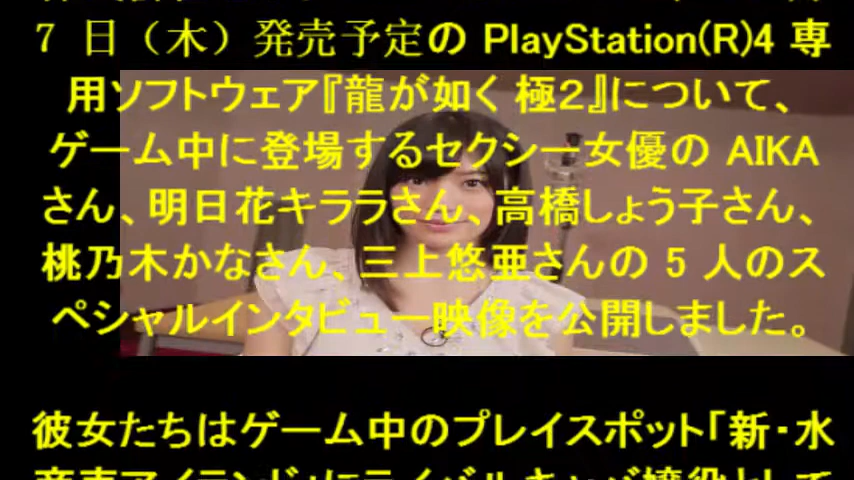 7 日（木）発売予定の PlayStation(R)4 専
用ソフトウェア『龍が如く 極２』について、
ゲーム中に登場するセクシー女優の AIKA
さん、明日花キララさん、高橋しょう子さん、
桃乃木かなさん、三上悠亜さんの 5 人のス
ペシャルインタビュー映像を公開しました。
彼女たちはゲーム中のプレイスポット「新・水